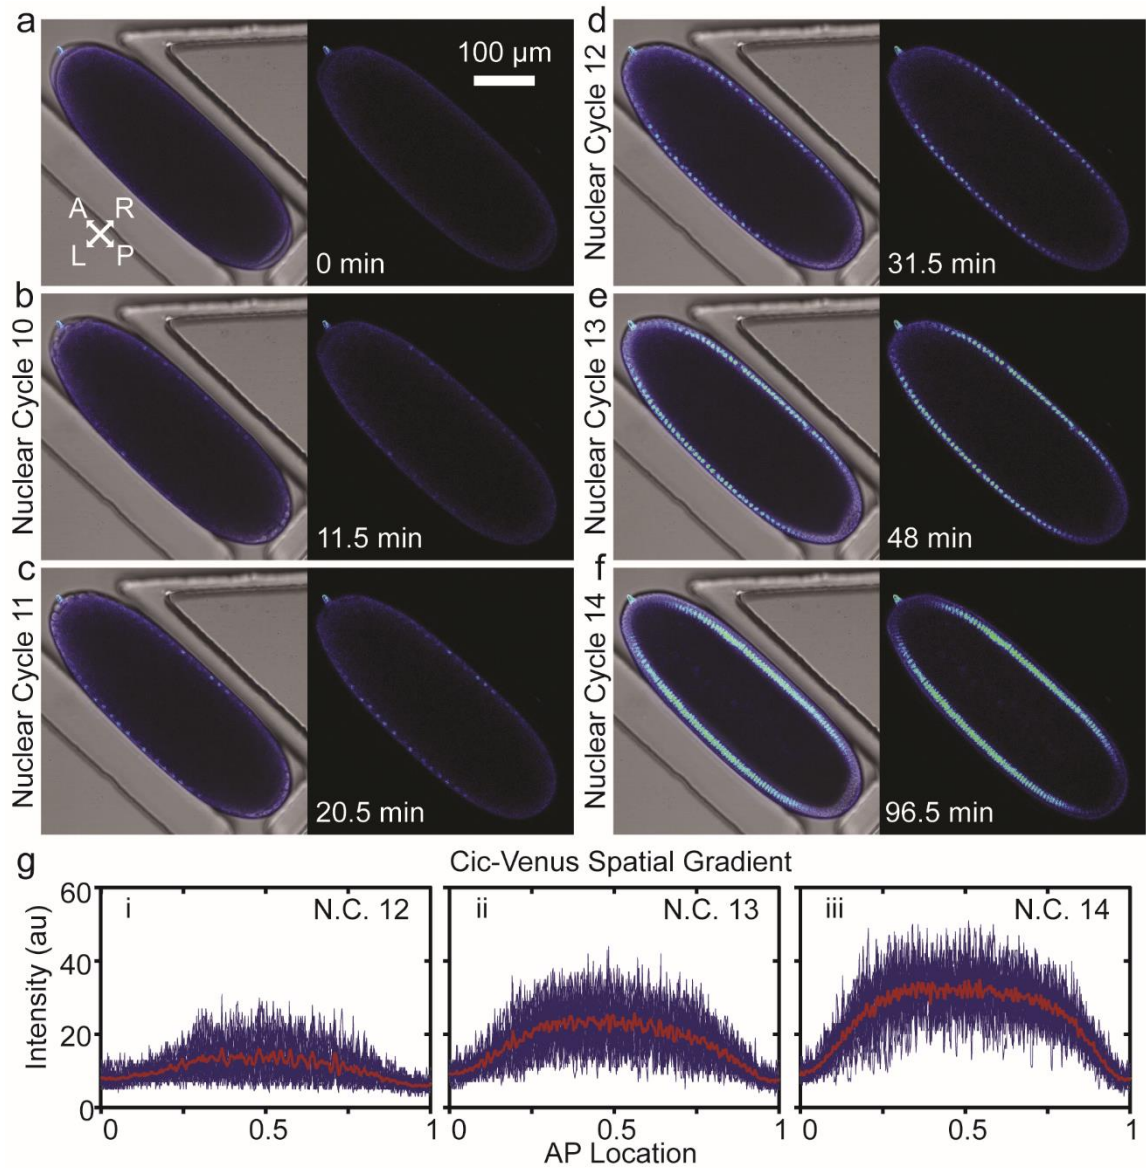 a
100 µm
A R
L P
0 min
b
Nuclear Cycle 10
11.5 min
c
Nuclear Cycle 11
20.5 min
d
Nuclear Cycle 12
31.5 min
e
Nuclear Cycle 13
48 min
f
Nuclear Cycle 14
96.5 min
g
Cic-Venus Spatial Gradient
Intensity (au)
60
40
20
0
i N.C. 12
ii N.C. 13
iii N.C. 14
0 0.5 1 0 0.5 1 0 0.5 1
AP Location